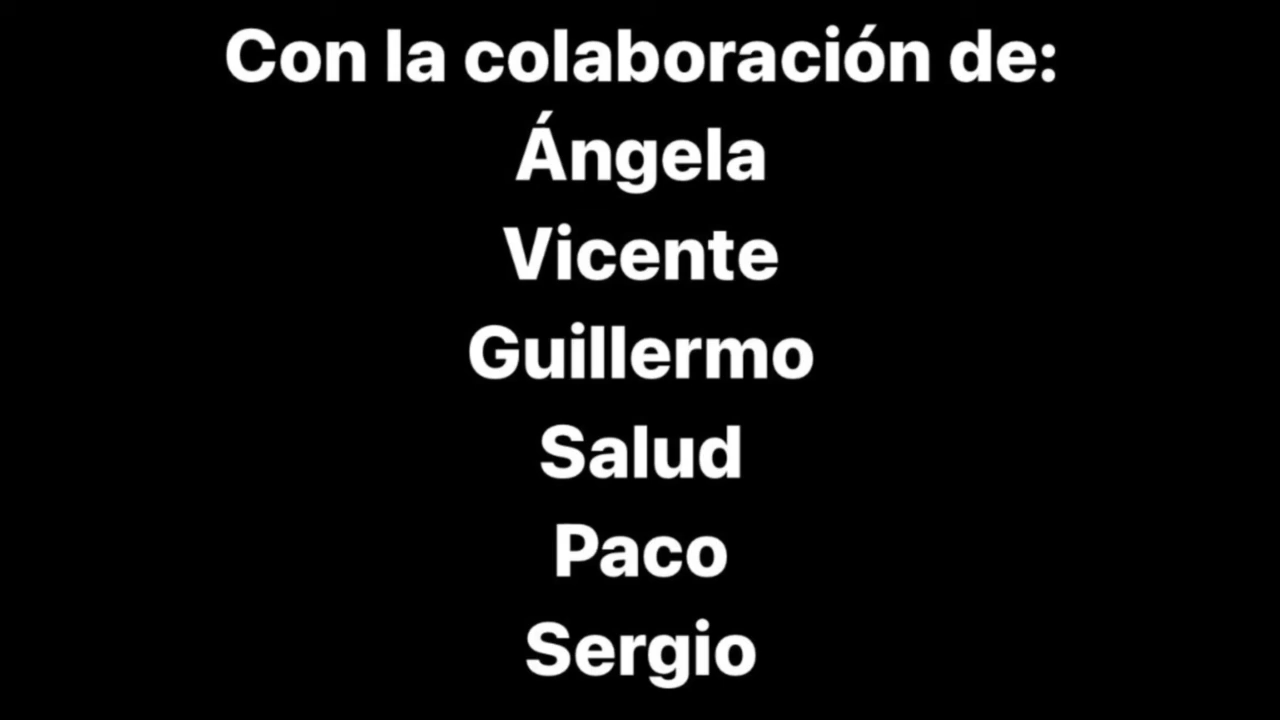 Con la colaboración de:
Ángela
Vicente
Guillermo
Salud
Paco
Sergio